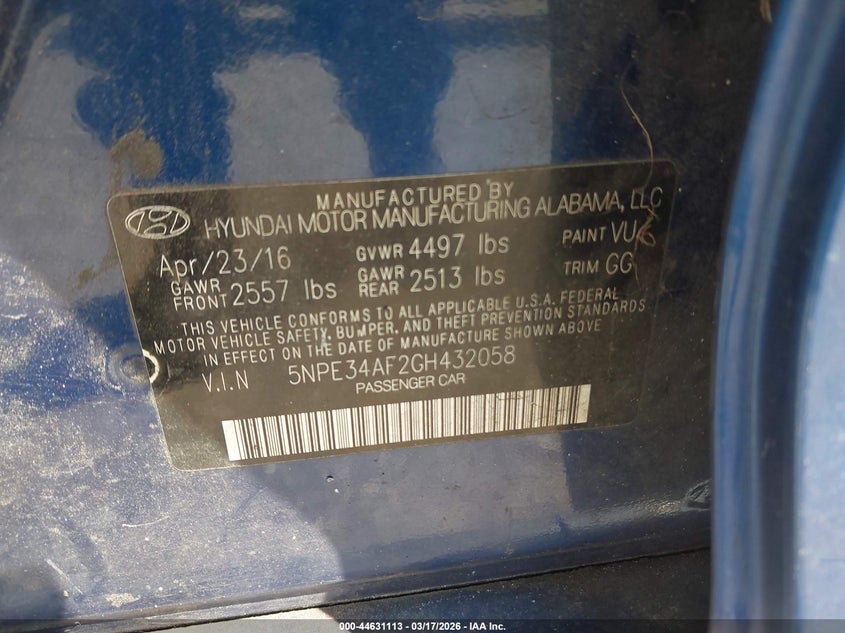 MANUFACTURED BY
HYUNDAI MOTOR MANUFACTURING ALABAMA, LLC
Apr/23/16 GVWR 4497 lbs PAINT VU6
GAWR FRONT 2557 lbs GAWR REAR 2513 lbs TRIM GG
THIS VEHICLE CONFORMS TO ALL APPLICABLE U.S.A. FEDERAL
MOTOR VEHICLE SAFETY, BUMPER, AND THEFT PREVENTION STANDARDS
IN EFFECT ON THE DATE OF MANUFACTURE SHOWN ABOVE
V.I.N 5NPE34AF2GH432058
PASSENGER CAR
000-44631113 - 03/17/2026 - IAA Inc.